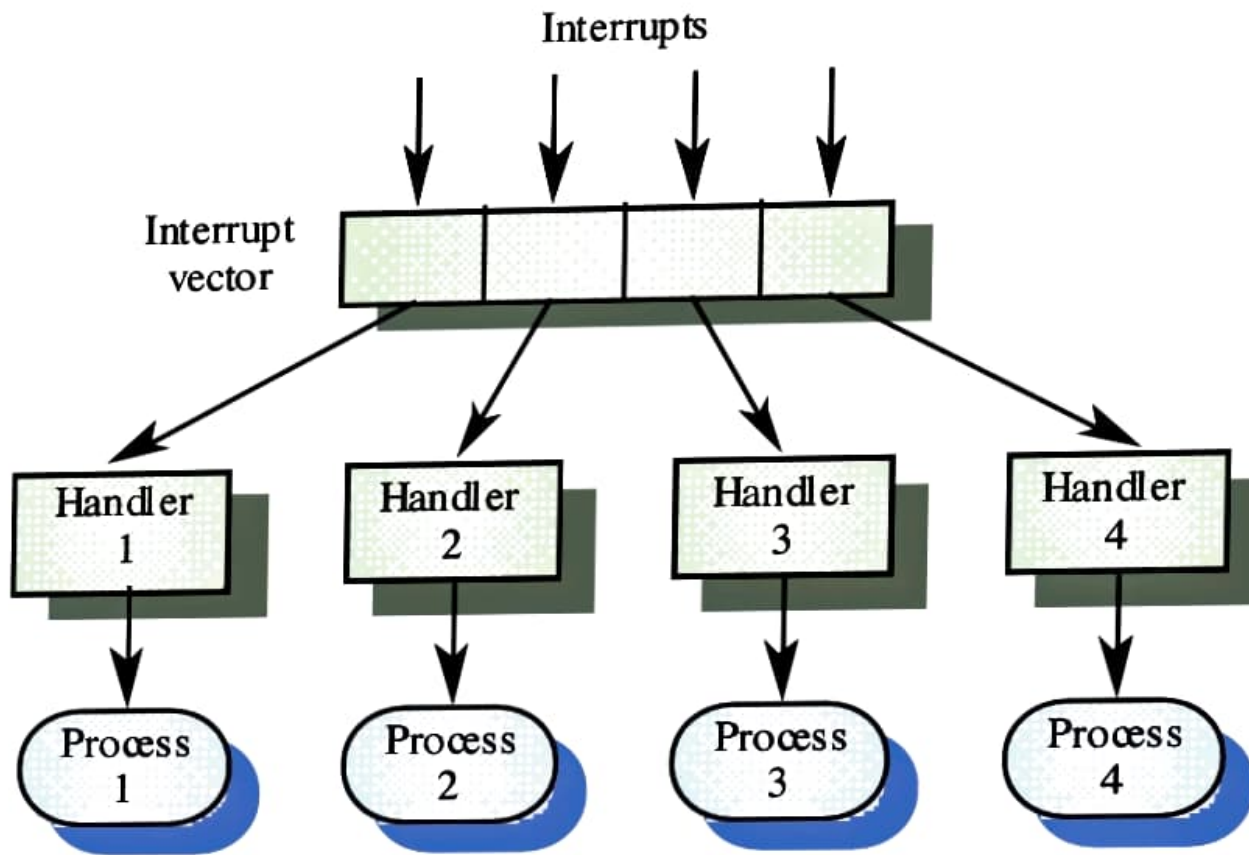 Interrupts
Interrupt
vector
Handler
1
Handler
2
Handler
3
Handler
4
Process
1
Process
2
Process
3
Process
4